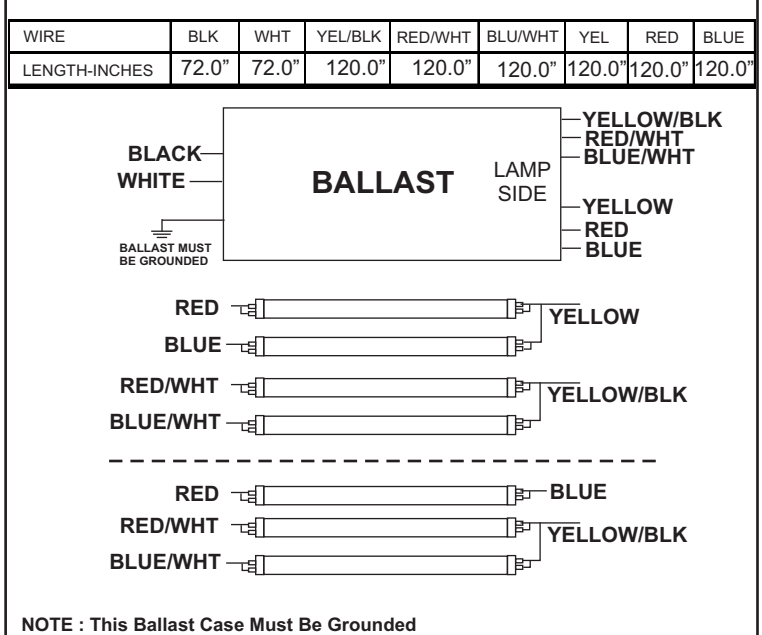 WIRE BLK WHT YEL/BLK RED/WHT BLU/WHT YEL RED BLUE
LENGTH-INCHES 72.0” 72.0” 120.0” 120.0” 120.0” 120.0” 120.0” 120.0”
YELLOW/BLK
RED/WHT
BLUE/WHT
BLACK
WHITE
BALLAST
LAMP
SIDE
YELLOW
RED
BLUE
BALLAST MUST
BE GROUNDED
RED
YELLOW
BLUE
RED/WHT
YELLOW/BLK
BLUE/WHT
RED
BLUE
RED/WHT
YELLOW/BLK
BLUE/WHT
NOTE : This Ballast Case Must Be Grounded